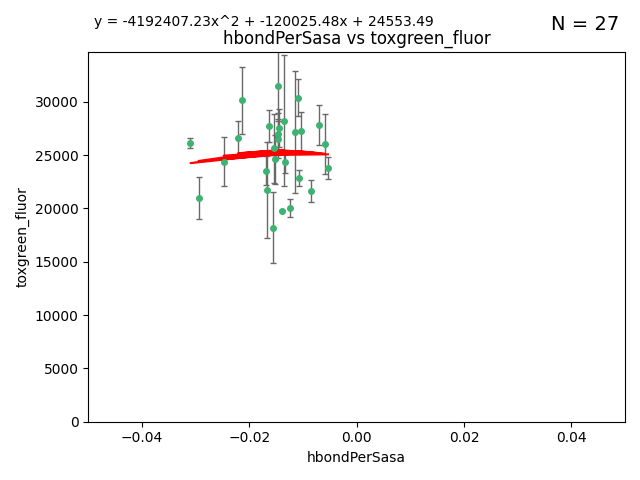 y = -4192407.23x^2 + -120025.48x + 24553.49
N = 27
hbondPerSasa vs toxgreen_fluor
toxgreen_fluor
30000
25000
20000
15000
10000
5000
0
−0.04
−0.02
0.00
0.02
0.04
hbondPerSasa